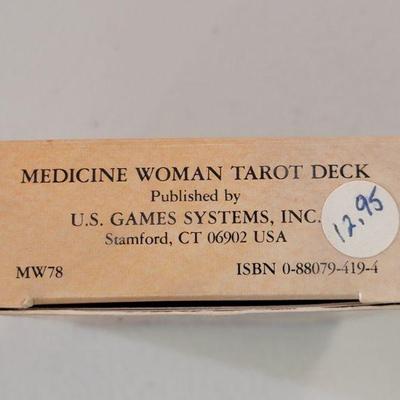 MEDICINE WOMAN TAROT DECK
Published by
U.S. GAMES SYSTEMS, INC.
Stamford, CT 06902 USA
12,95
MW78 ISBN 0-88079-419-4